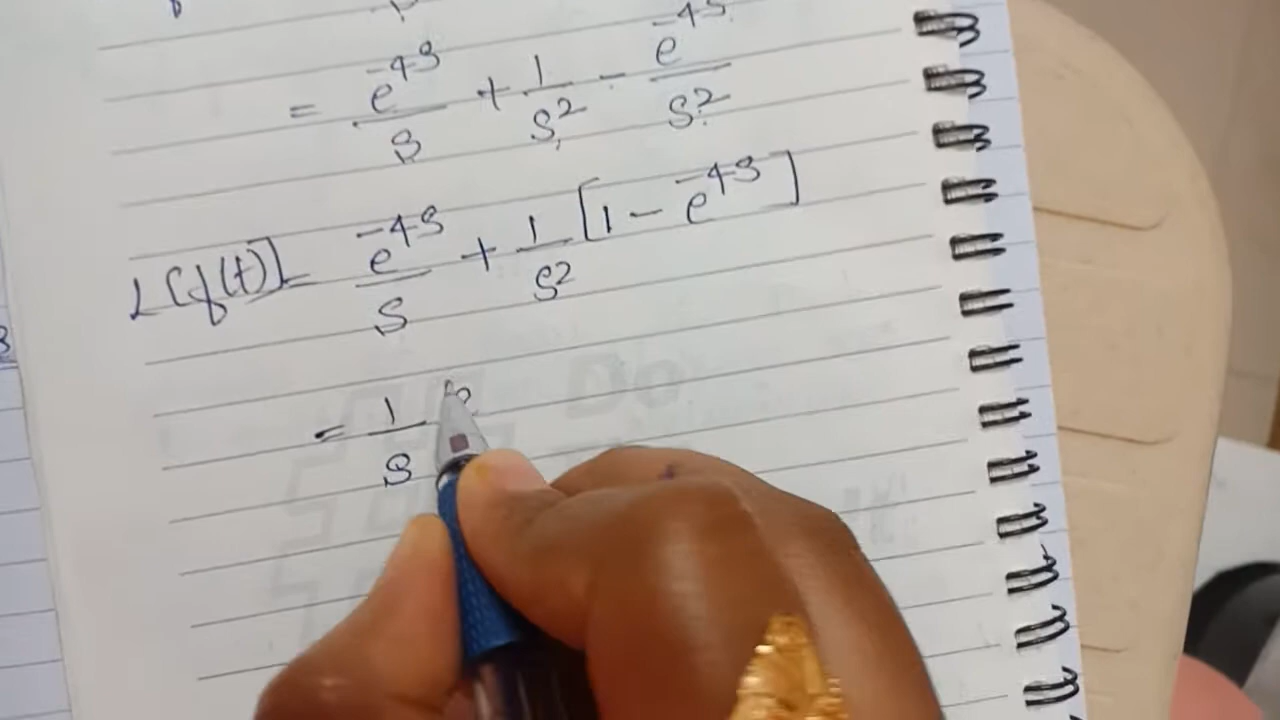 = e^{-4s}/s + 1/s² - e^{-4s}/s²
L[f(t)] = e^{-4s}/s + 1/s² [1 - e^{-4s}]
= 1/s